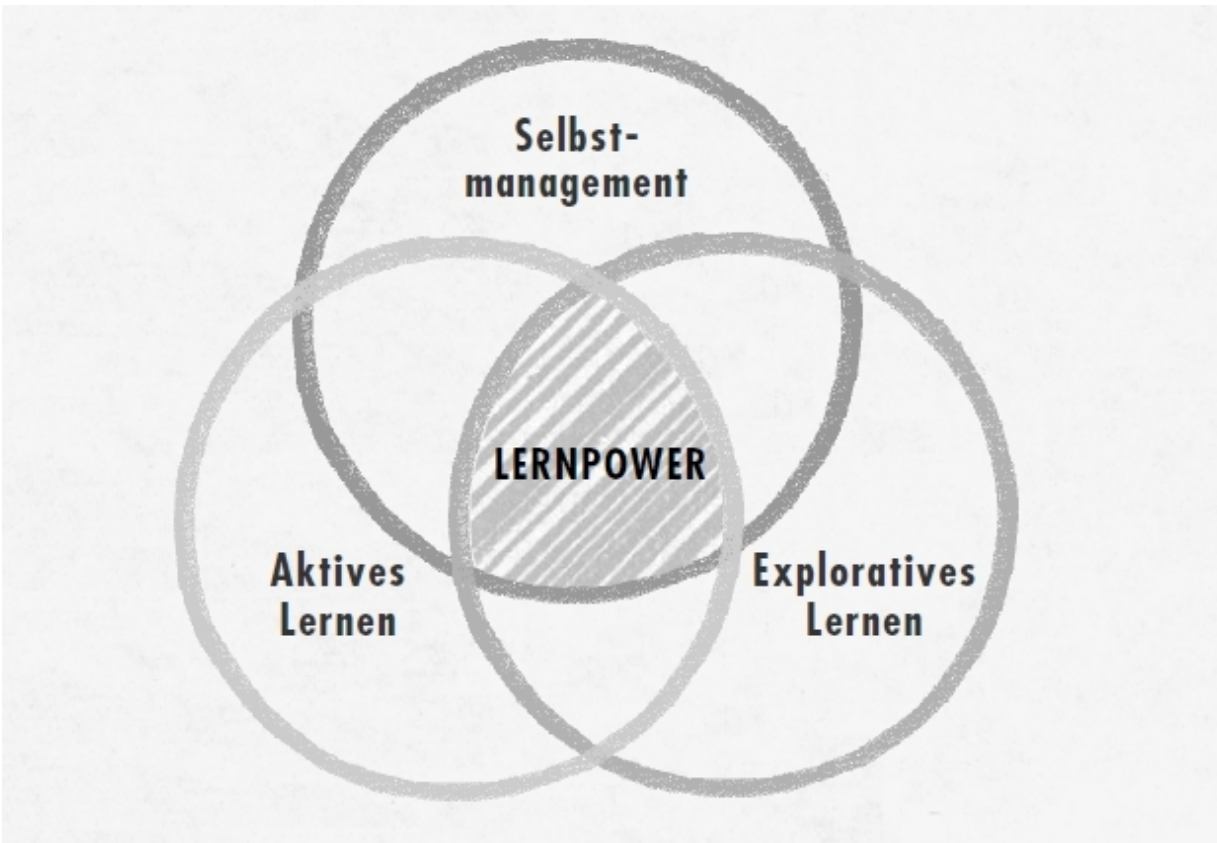 Selbst-
management
LERNPOWER
Aktives
Lernen
Exploratives
Lernen